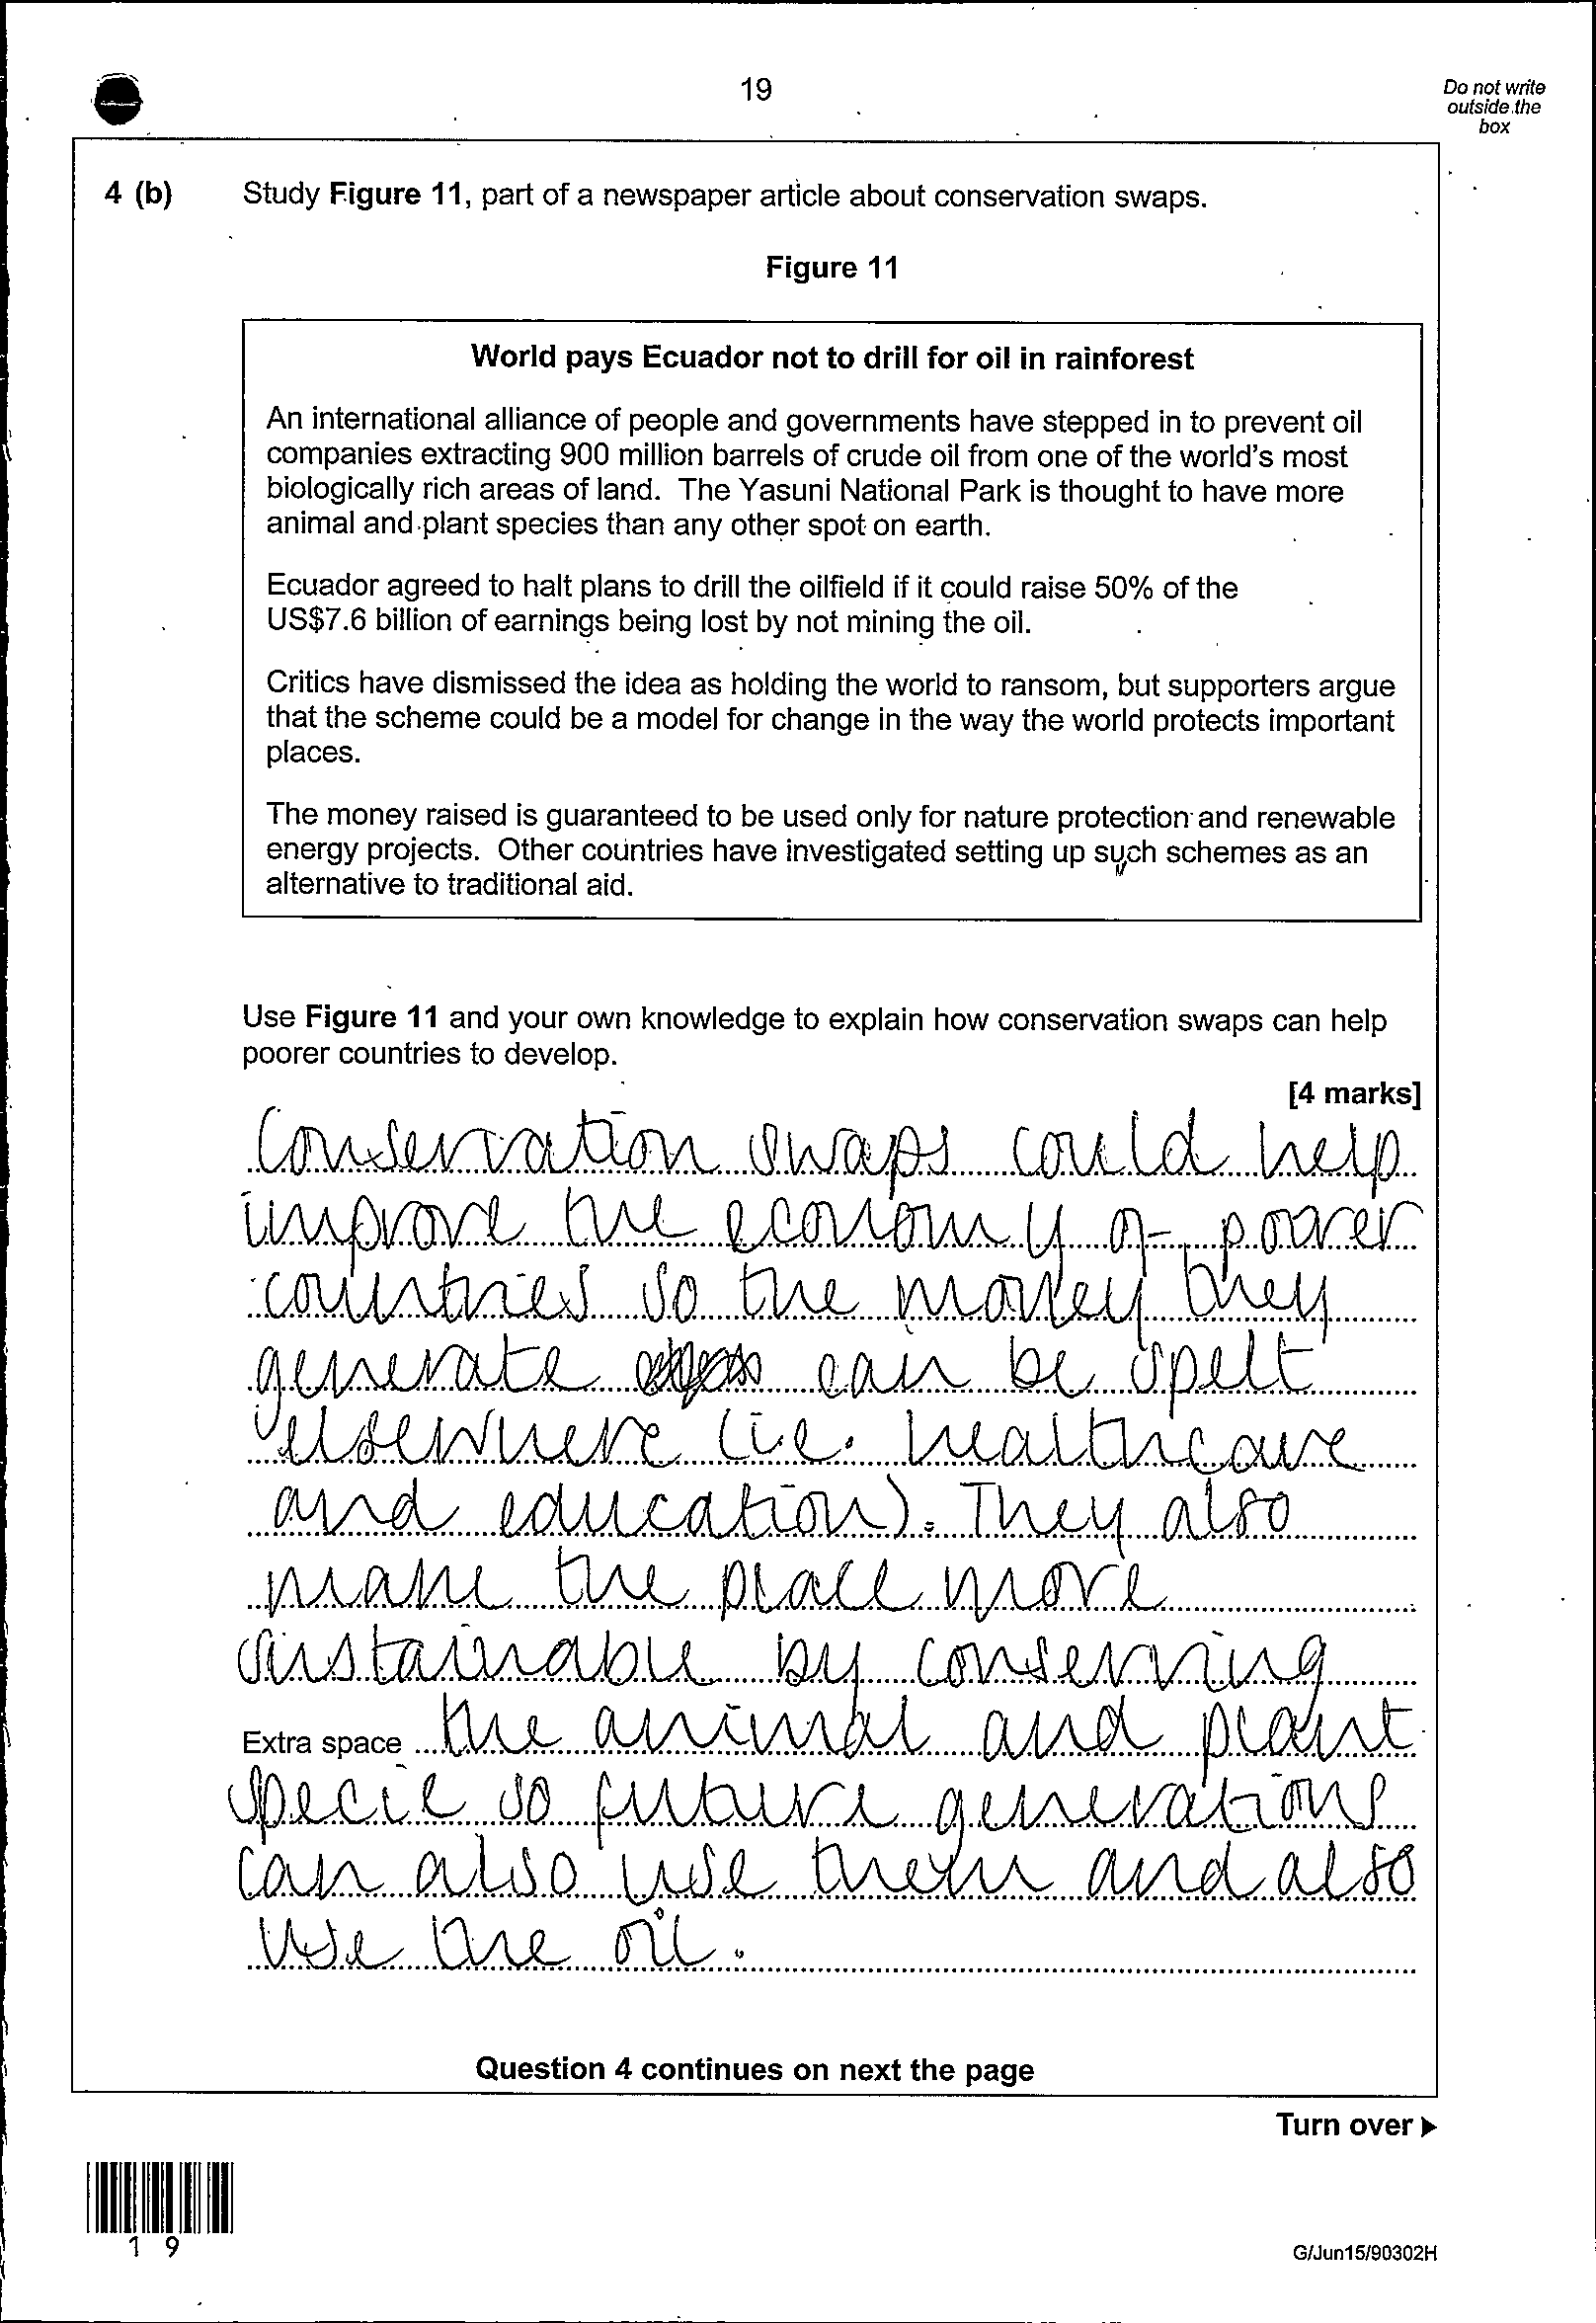 19
Do not write
outside the
box
4 (b) Study Figure 11, part of a newspaper article about conservation swaps.
Figure 11
World pays Ecuador not to drill for oil in rainforest
An international alliance of people and governments have stepped in to prevent oil
companies extracting 900 million barrels of crude oil from one of the world's most
biologically rich areas of land. The Yasuni National Park is thought to have more
animal and plant species than any other spot on earth.
Ecuador agreed to halt plans to drill the oilfield if it could raise 50% of the
US$7.6 billion of earnings being lost by not mining the oil.
Critics have dismissed the idea as holding the world to ransom, but supporters argue
that the scheme could be a model for change in the way the world protects important
places.
The money raised is guaranteed to be used only for nature protection and renewable
energy projects. Other countries have investigated setting up such schemes as an
alternative to traditional aid.
Use Figure 11 and your own knowledge to explain how conservation swaps can help
poorer countries to develop.
[4 marks]
Conservation swaps could help
improve the economy of poorer
countries so the money they
generate can be spelt
elsewhere (i.e. healthcare
and education). They also
make the place more
sustainable by conserving
Extra space the animal and plant
specie so future generations
can also use them and also
use the oil.
Question 4 continues on next the page
Turn over
1 9
G/Jun15/90302H